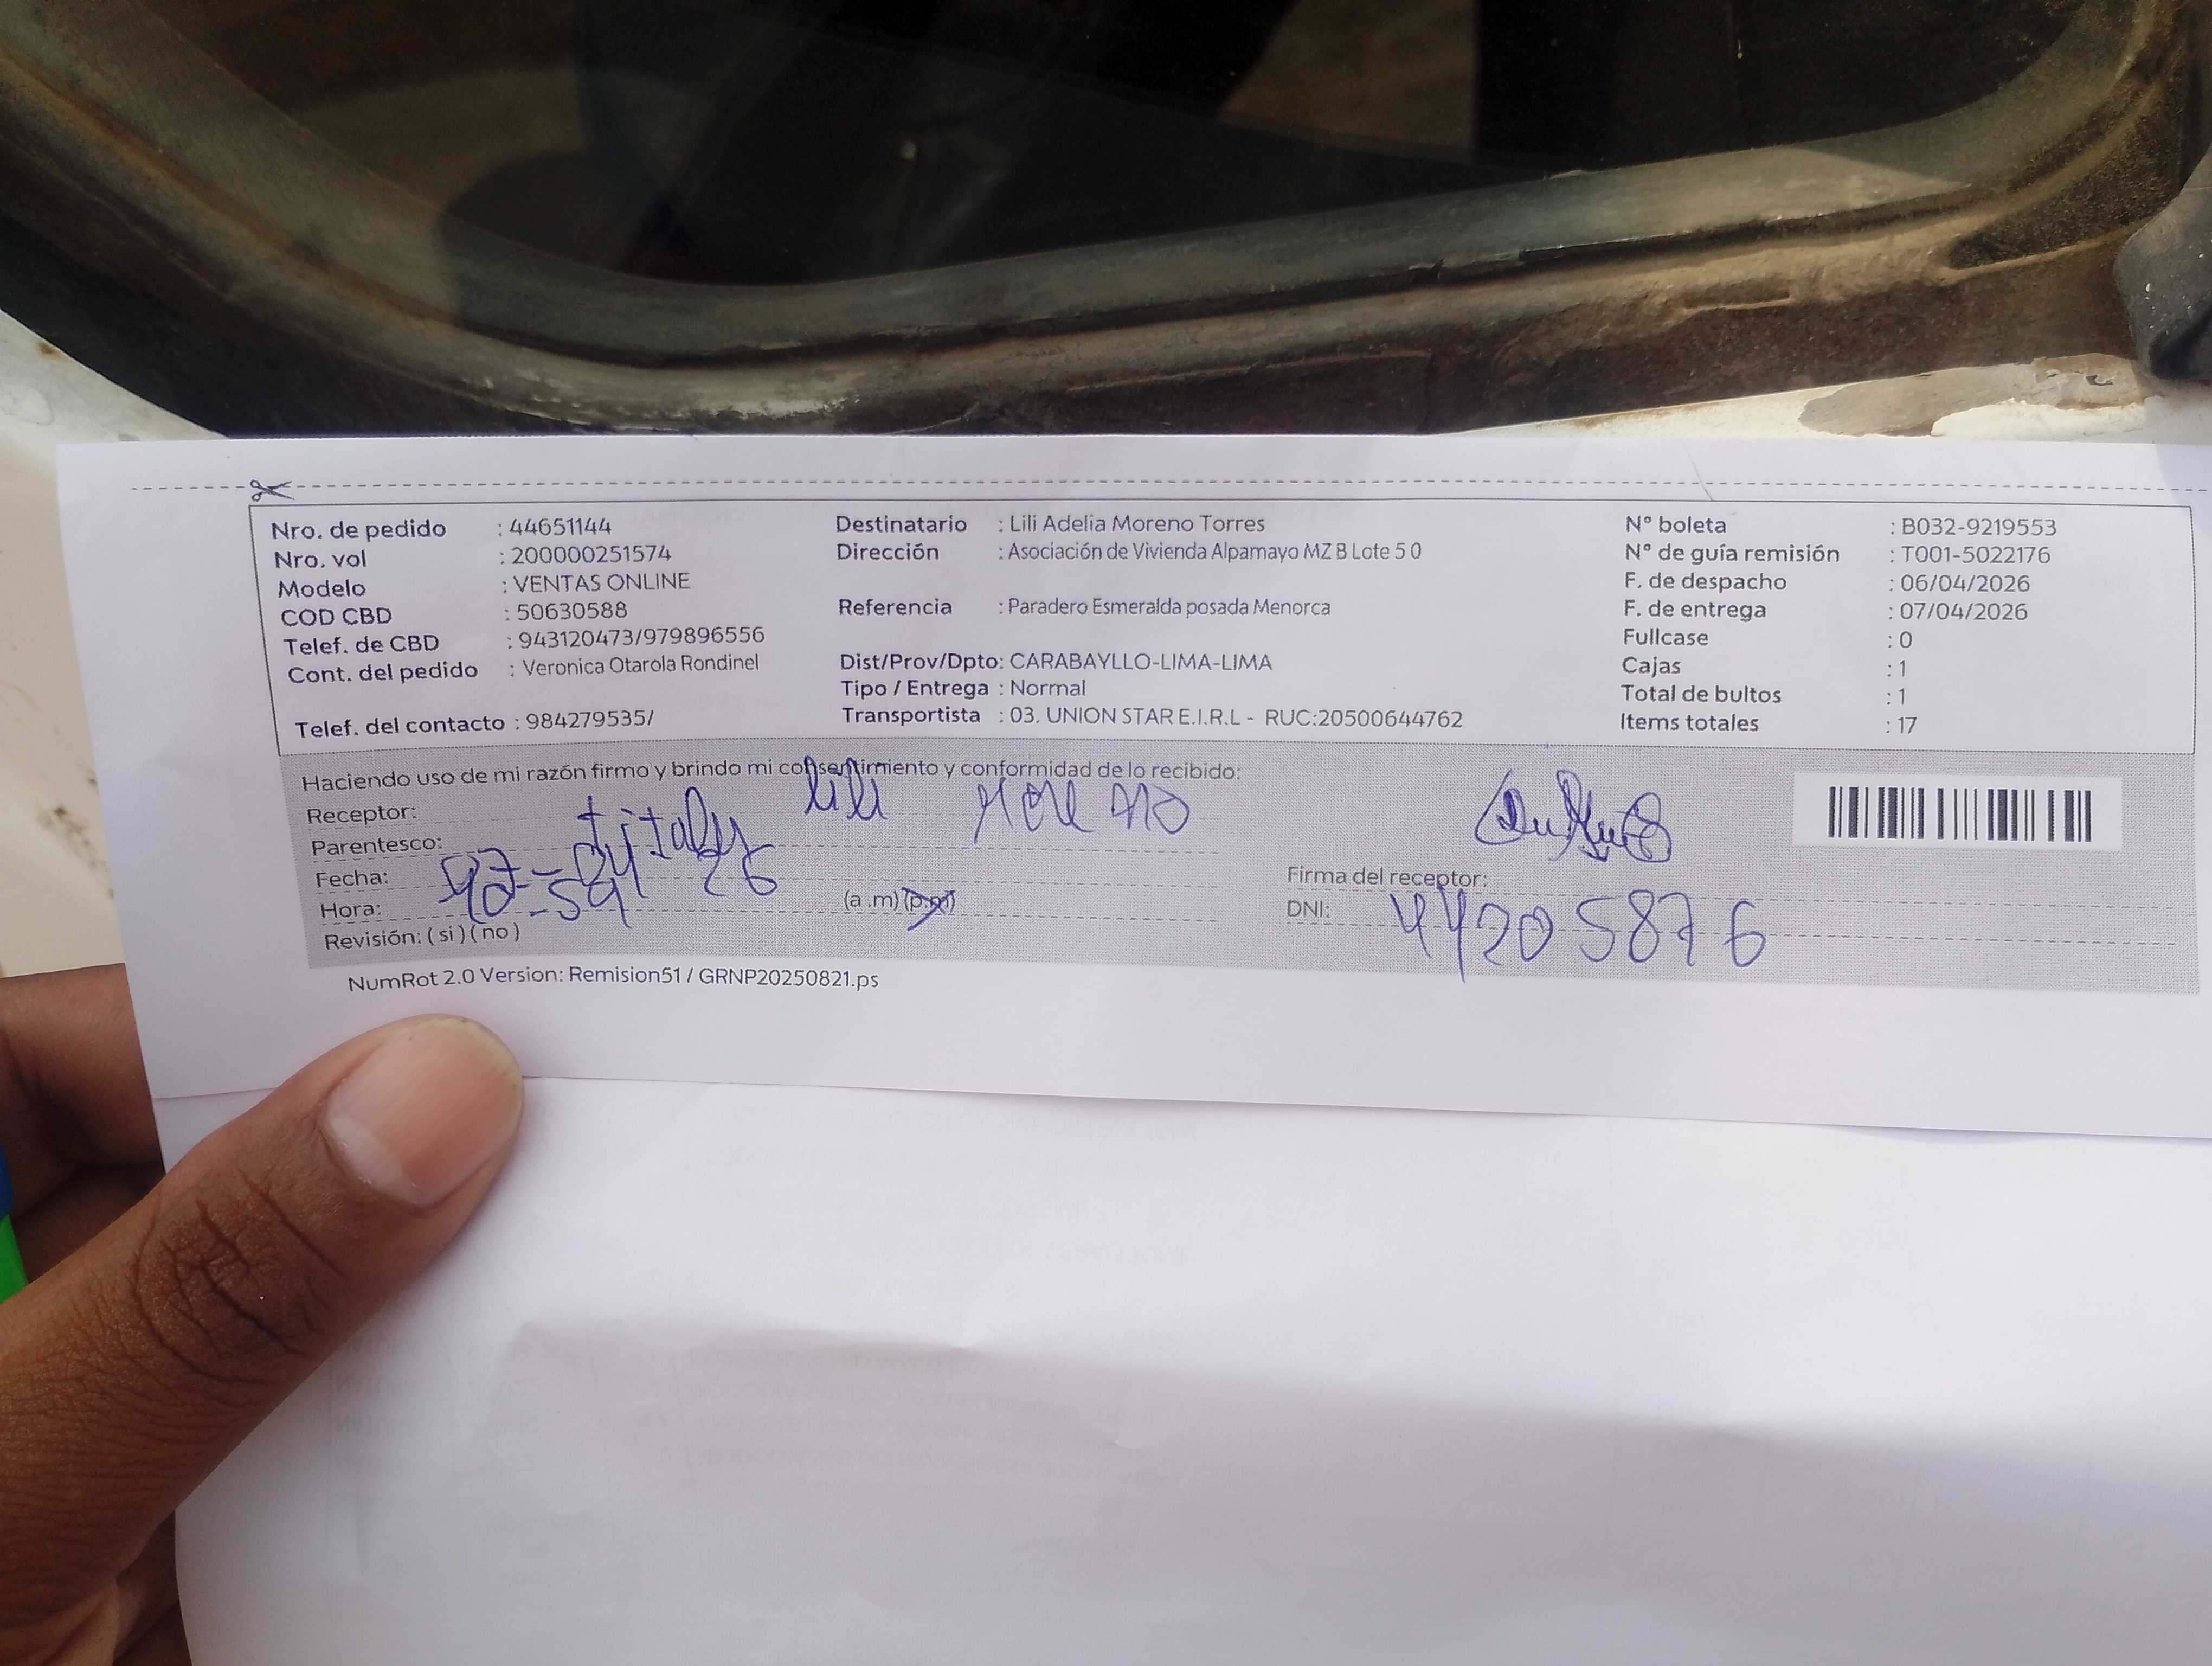 Nro. de pedido : 44651144
Nro. vol : 200000251574
Modelo : VENTAS ONLINE
COD CBD : 50630588
Telef. de CBD : 943120473/979896556
Cont. del pedido : Veronica Otarola Rondinel
Telef. del contacto : 984279535/
Destinatario : Lili Adelia Moreno Torres
Dirección : Asociación de Vivienda Alpamayo MZ B Lote 5 0
Referencia : Paradero Esmeralda posada Menorca
Dist/Prov/Dpto: CARABAYLLO-LIMA-LIMA
Tipo / Entrega : Normal
Transportista : 03. UNION STAR E.I.R.L - RUC:20500644762
N° boleta : B032-9219553
N° de guía remisión : T001-5022176
F. de despacho : 06/04/2026
F. de entrega : 07/04/2026
Fullcase : 0
Cajas : 1
Total de bultos : 1
Items totales : 17
Haciendo uso de mi razón firmo y brindo mi consentimiento y conformidad de lo recibido:
Receptor: lili Moreno
Parentesco:
Fecha: 07-04 26
Hora: (a .m) (p.m)
Revisión: ( si ) ( no )
Firma del receptor:
DNI: 44205876
NumRot 2.0 Version: Remision51 / GRNP20250821.ps